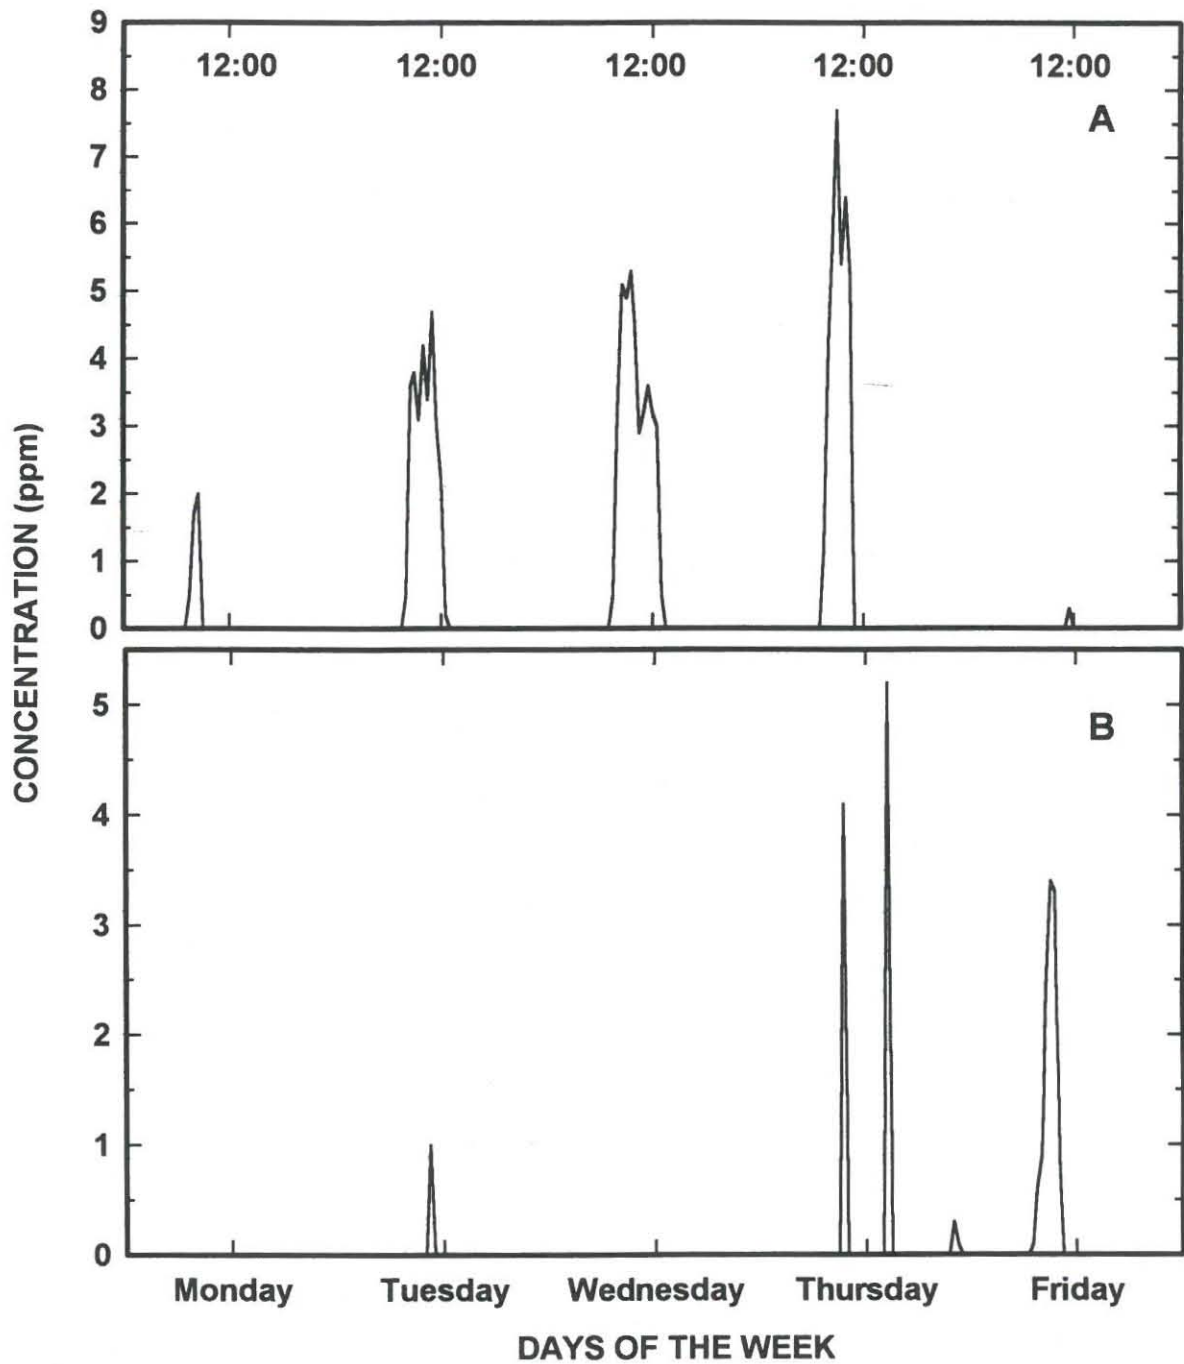 CONCENTRATION (ppm)
9
12:00 12:00 12:00 12:00 12:00
8
A
7
6
5
4
3
2
1
0
B
5
4
3
2
1
0
Monday Tuesday Wednesday Thursday Friday
DAYS OF THE WEEK